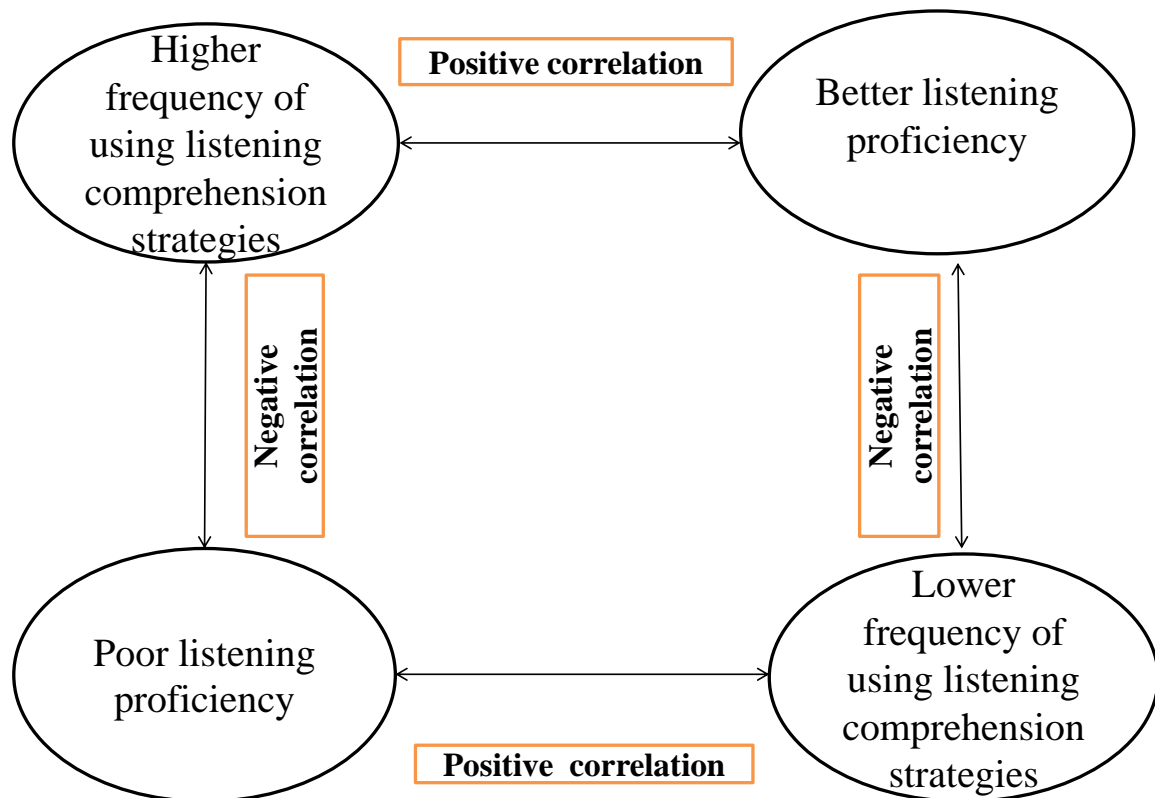 Higher
frequency of
using listening
comprehension
strategies
Positive correlation
Better listening
proficiency
Negative
correlation
Negative
correlation
Poor listening
proficiency
Positive  correlation
Lower
frequency of
using listening
comprehension
strategies